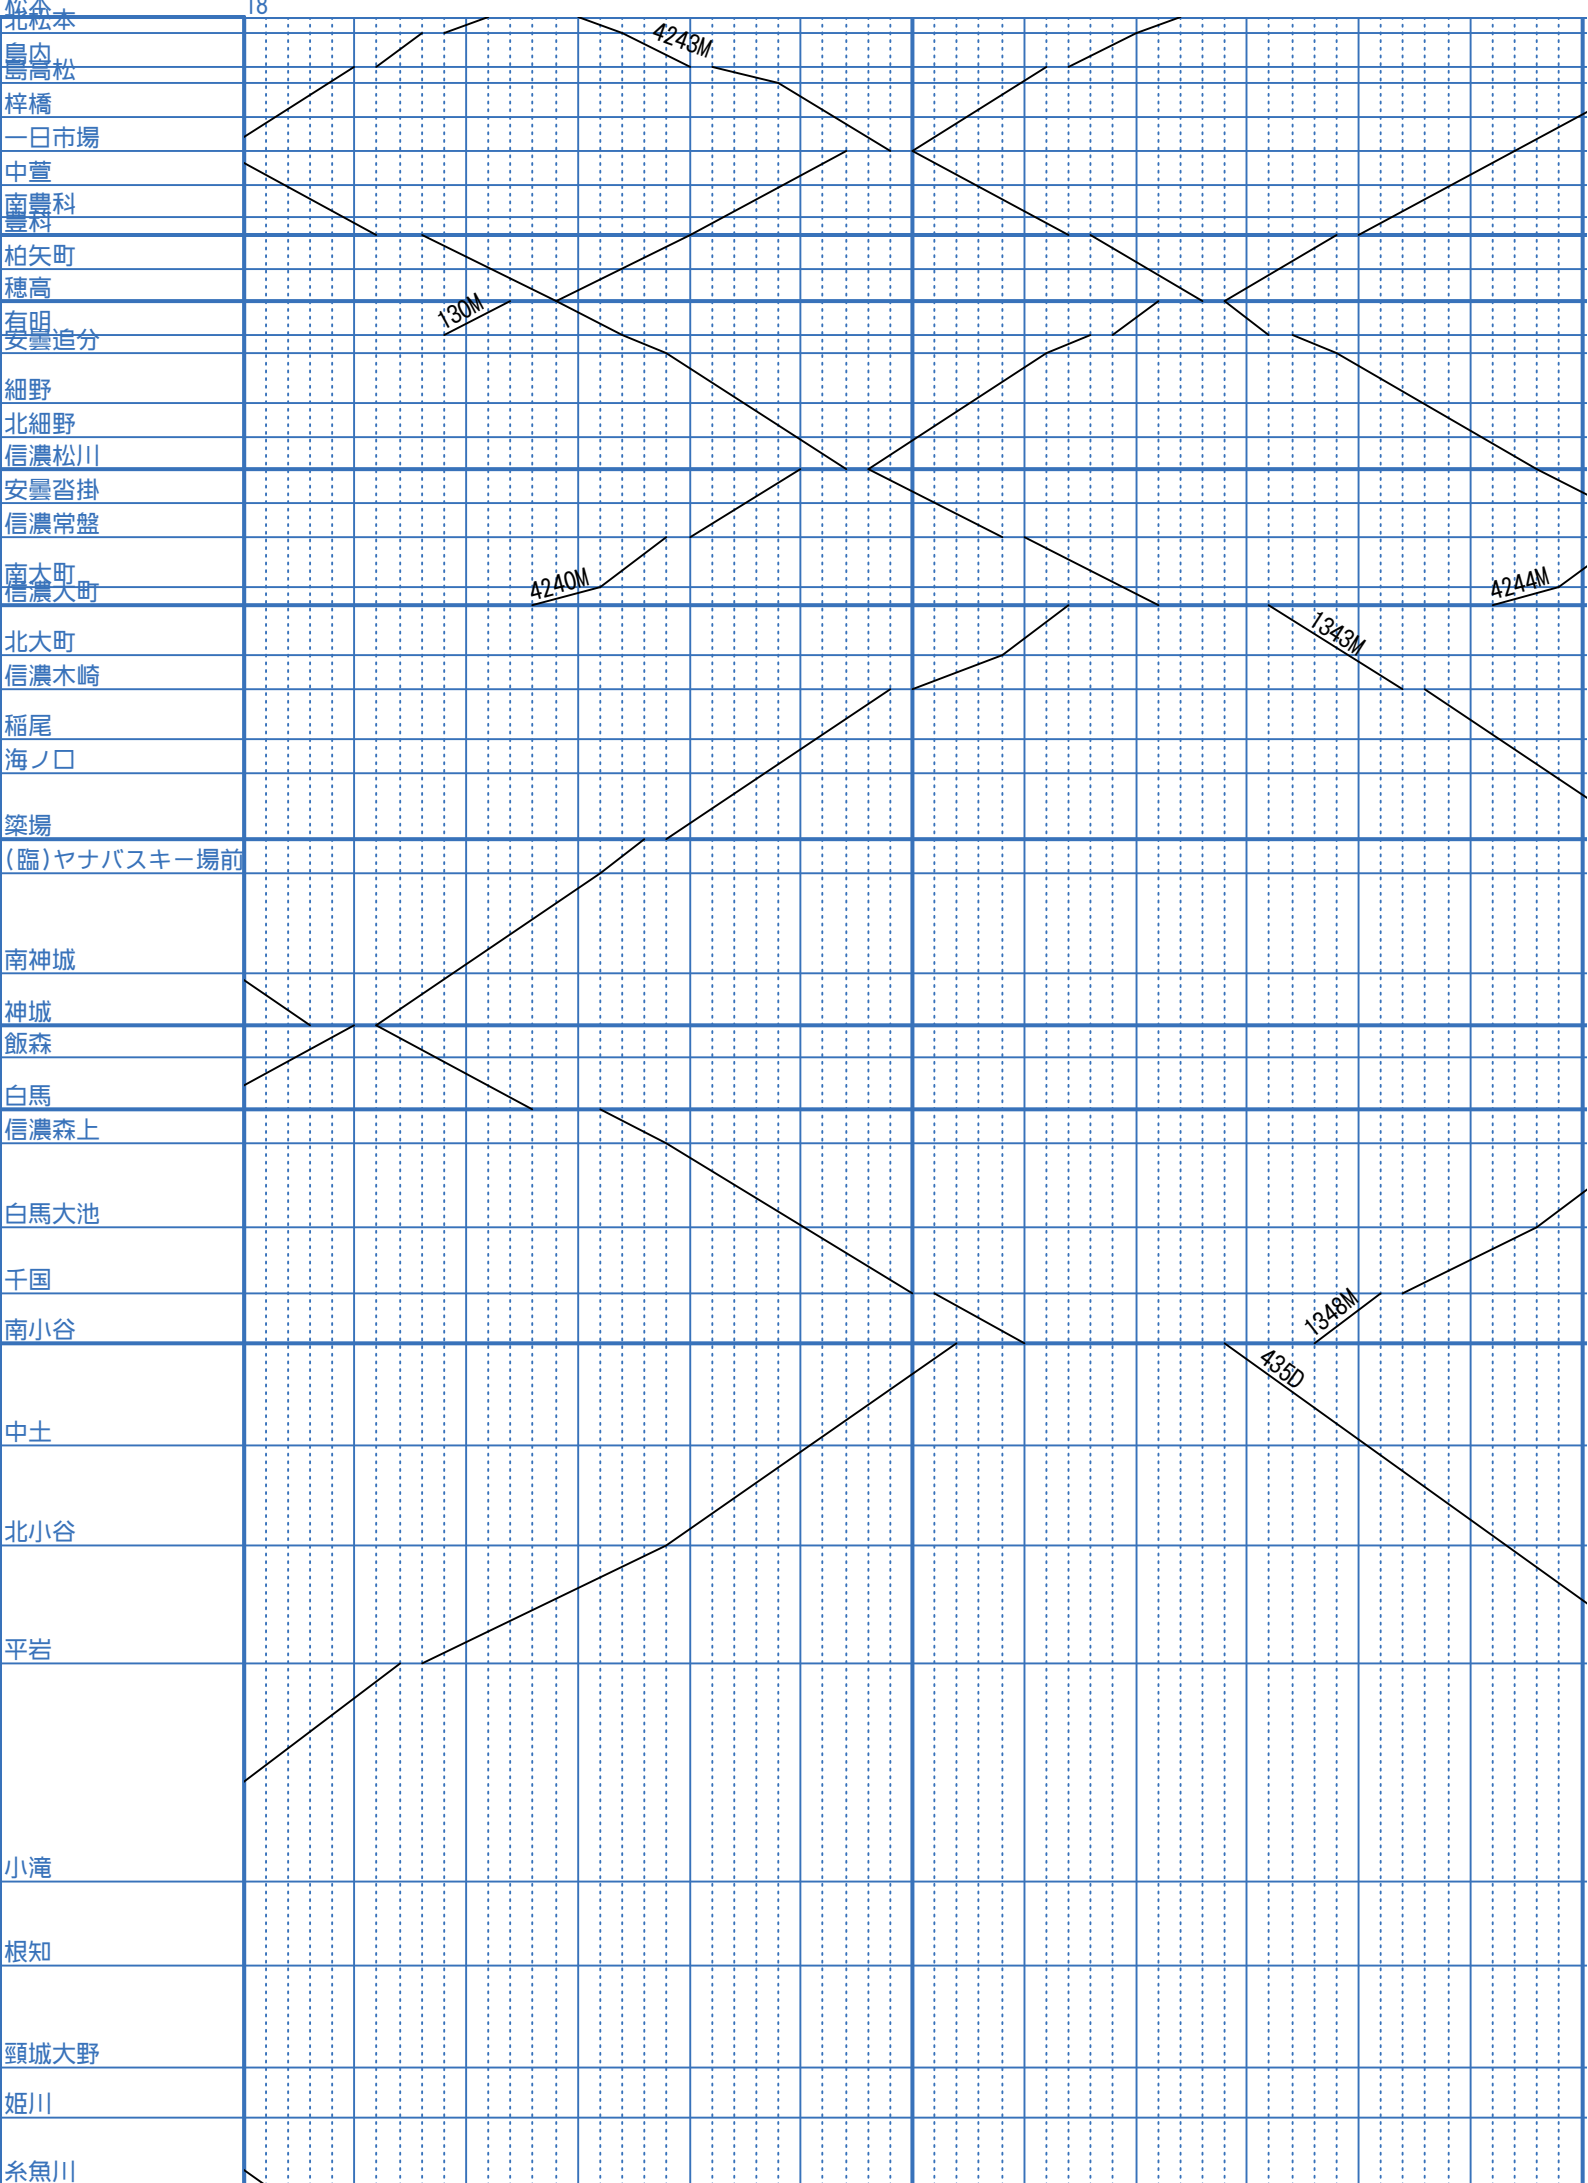 松本
18
北松本
島内
島高松
梓橋
一日市場
中萱
南豊科
豊科
柏矢町
穂高
有明
安曇追分
細野
北細野
信濃松川
安曇沓掛
信濃常盤
南大町
信濃大町
北大町
信濃木崎
稲尾
海ノ口
簗場
(臨)ヤナバスキー場前
南神城
神城
飯森
白馬
信濃森上
白馬大池
千国
南小谷
中土
北小谷
平岩
小滝
根知
頸城大野
姫川
糸魚川
4243M
130M
4240M
4244M
1343M
1348M
435D